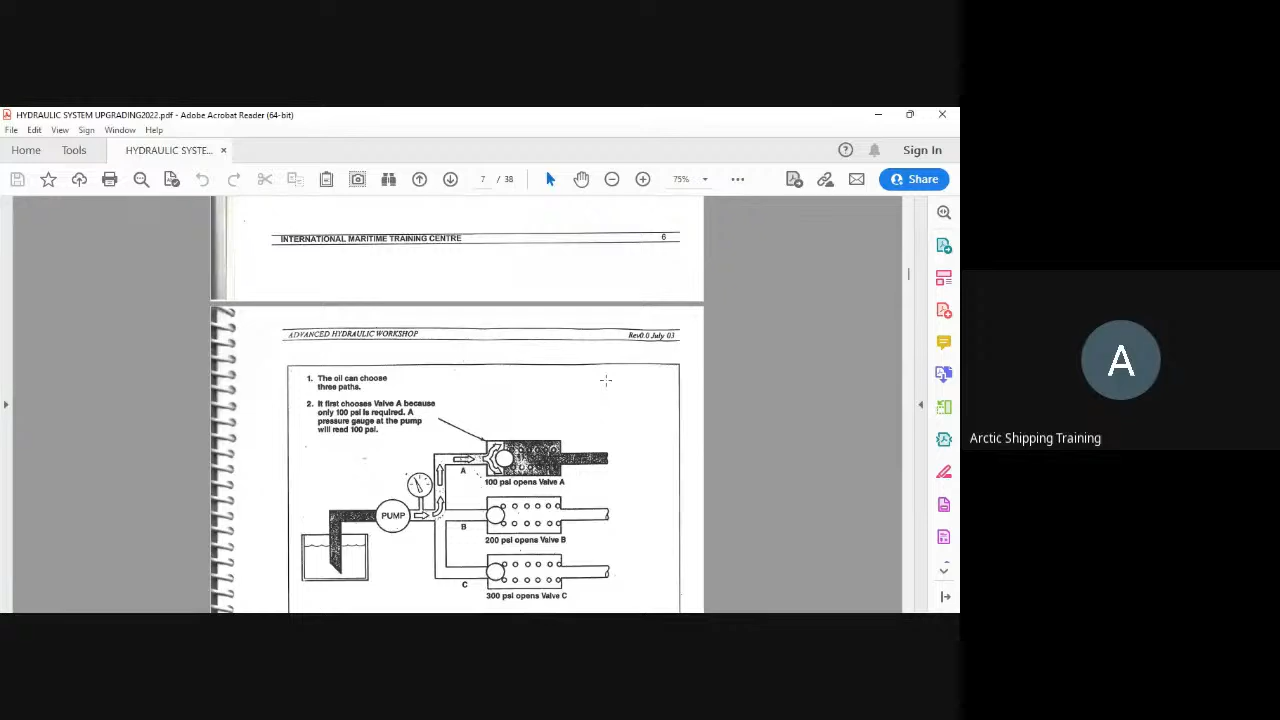 HYDRAULIC SYSTEM UPGRADING2022.pdf - Adobe Acrobat Reader (64-bit)
File Edit View Sign Window Help
Home Tools HYDRAULIC SYSTE... × Sign In
7 / 38 75% Share
INTERNATIONAL MARITIME TRAINING CENTRE 6
ADVANCED HYDRAULIC WORKSHOP Rev0.0 July 03
1. The oil can choose
three paths.
2. It first chooses Valve A because
only 100 psi is required. A
pressure gauge at the pump
will read 100 psi.
A
100 psi opens Valve A
PUMP
B
200 psi opens Valve B
C
300 psi opens Valve C
A
Arctic Shipping Training